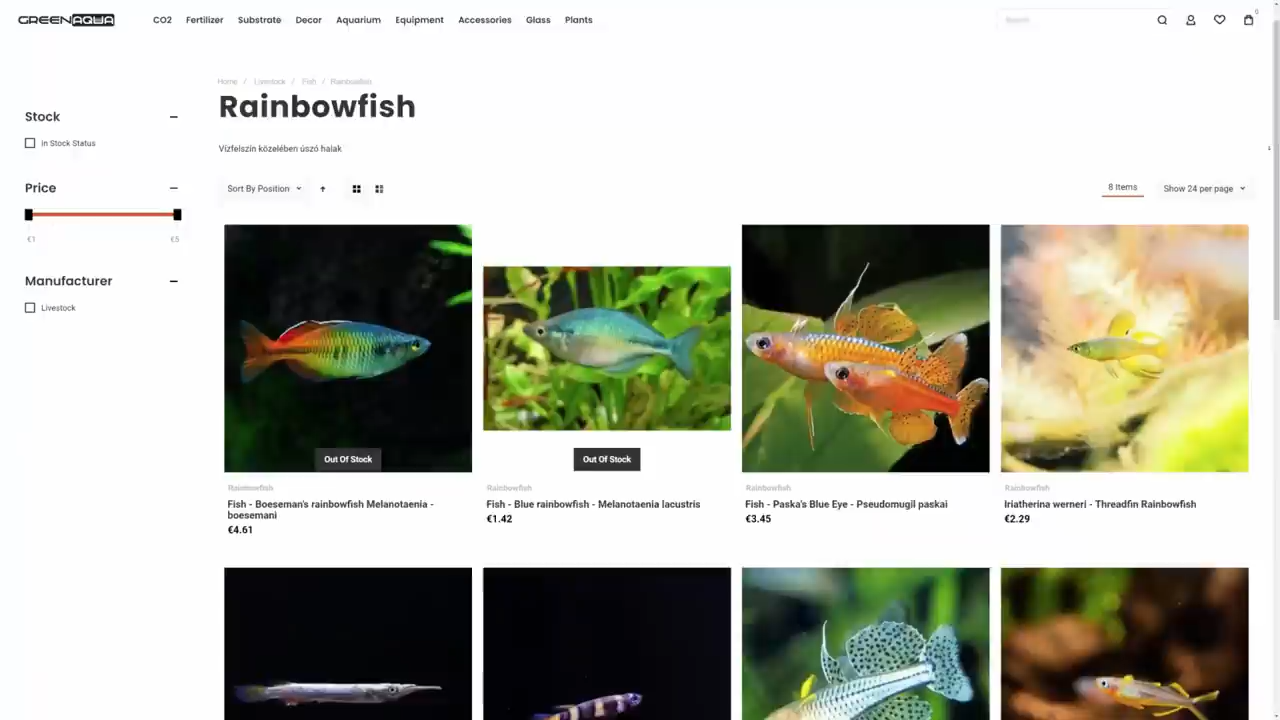 GREENAQUA
CO2 Fertilizer Substrate Decor Aquarium Equipment Accessories Glass Plants
Search
0
Home / Livestock / Fish / Rainbowfish
Rainbowfish
Vízfelszín közelében úszó halak
Stock
In Stock Status
Price
€1 €5
Manufacturer
Livestock
Sort By Position
8 Items
Show 24 per page
Out Of Stock
Rainbowfish
Fish - Boeseman's rainbowfish Melanotaenia -
boesemani
€4.61
Out Of Stock
Rainbowfish
Fish - Blue rainbowfish - Melanotaenia lacustris
€1.42
Rainbowfish
Fish - Paska's Blue Eye - Pseudomugil paskai
€3.45
Rainbowfish
Iriatherina werneri - Threadfin Rainbowfish
€2.29